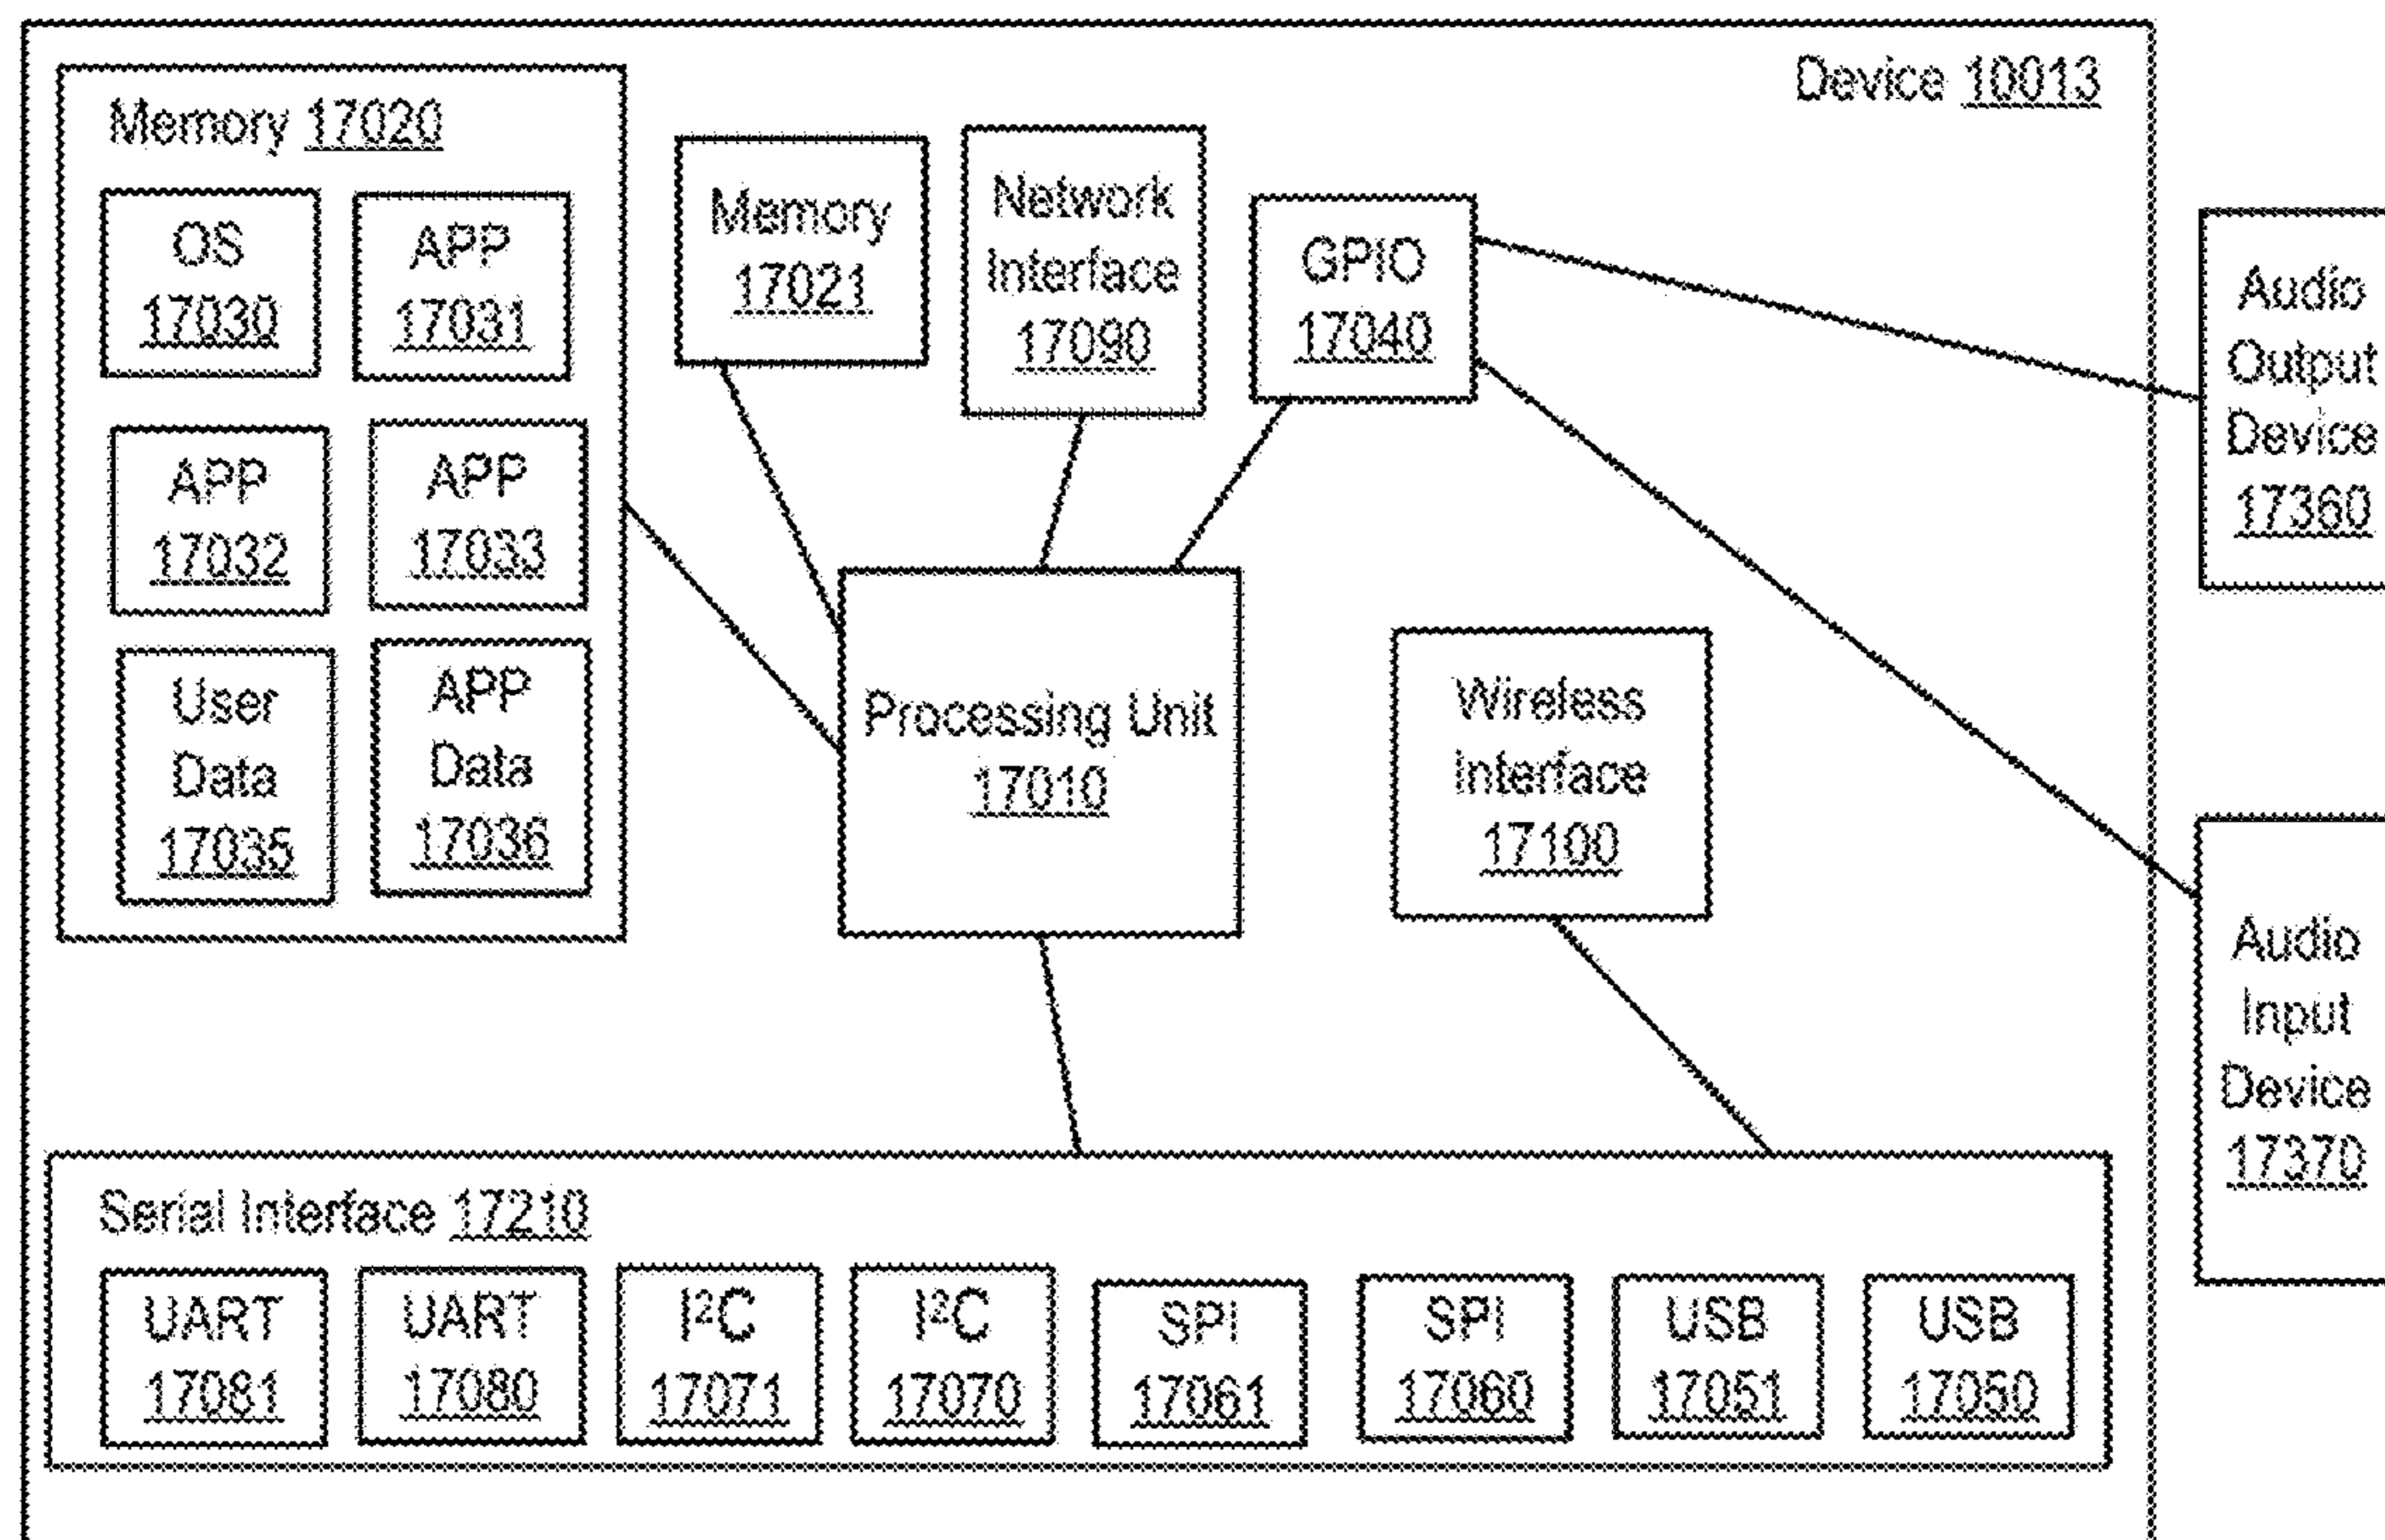 Device 10013
Memory 17020
OS
17030
APP
17031
APP
17032
APP
17033
User
Data
17035
APP
Data
17036
Memory
17021
Network
Interface
17090
GPIO
17040
Processing Unit
17010
Wireless
Interface
17100
Audio
Output
Device
17360
Audio
Input
Device
17370
Serial Interface 17210
UART
17081
UART
17080
I²C
17071
I²C
17070
SPI
17061
SPI
17060
USB
17051
USB
17050